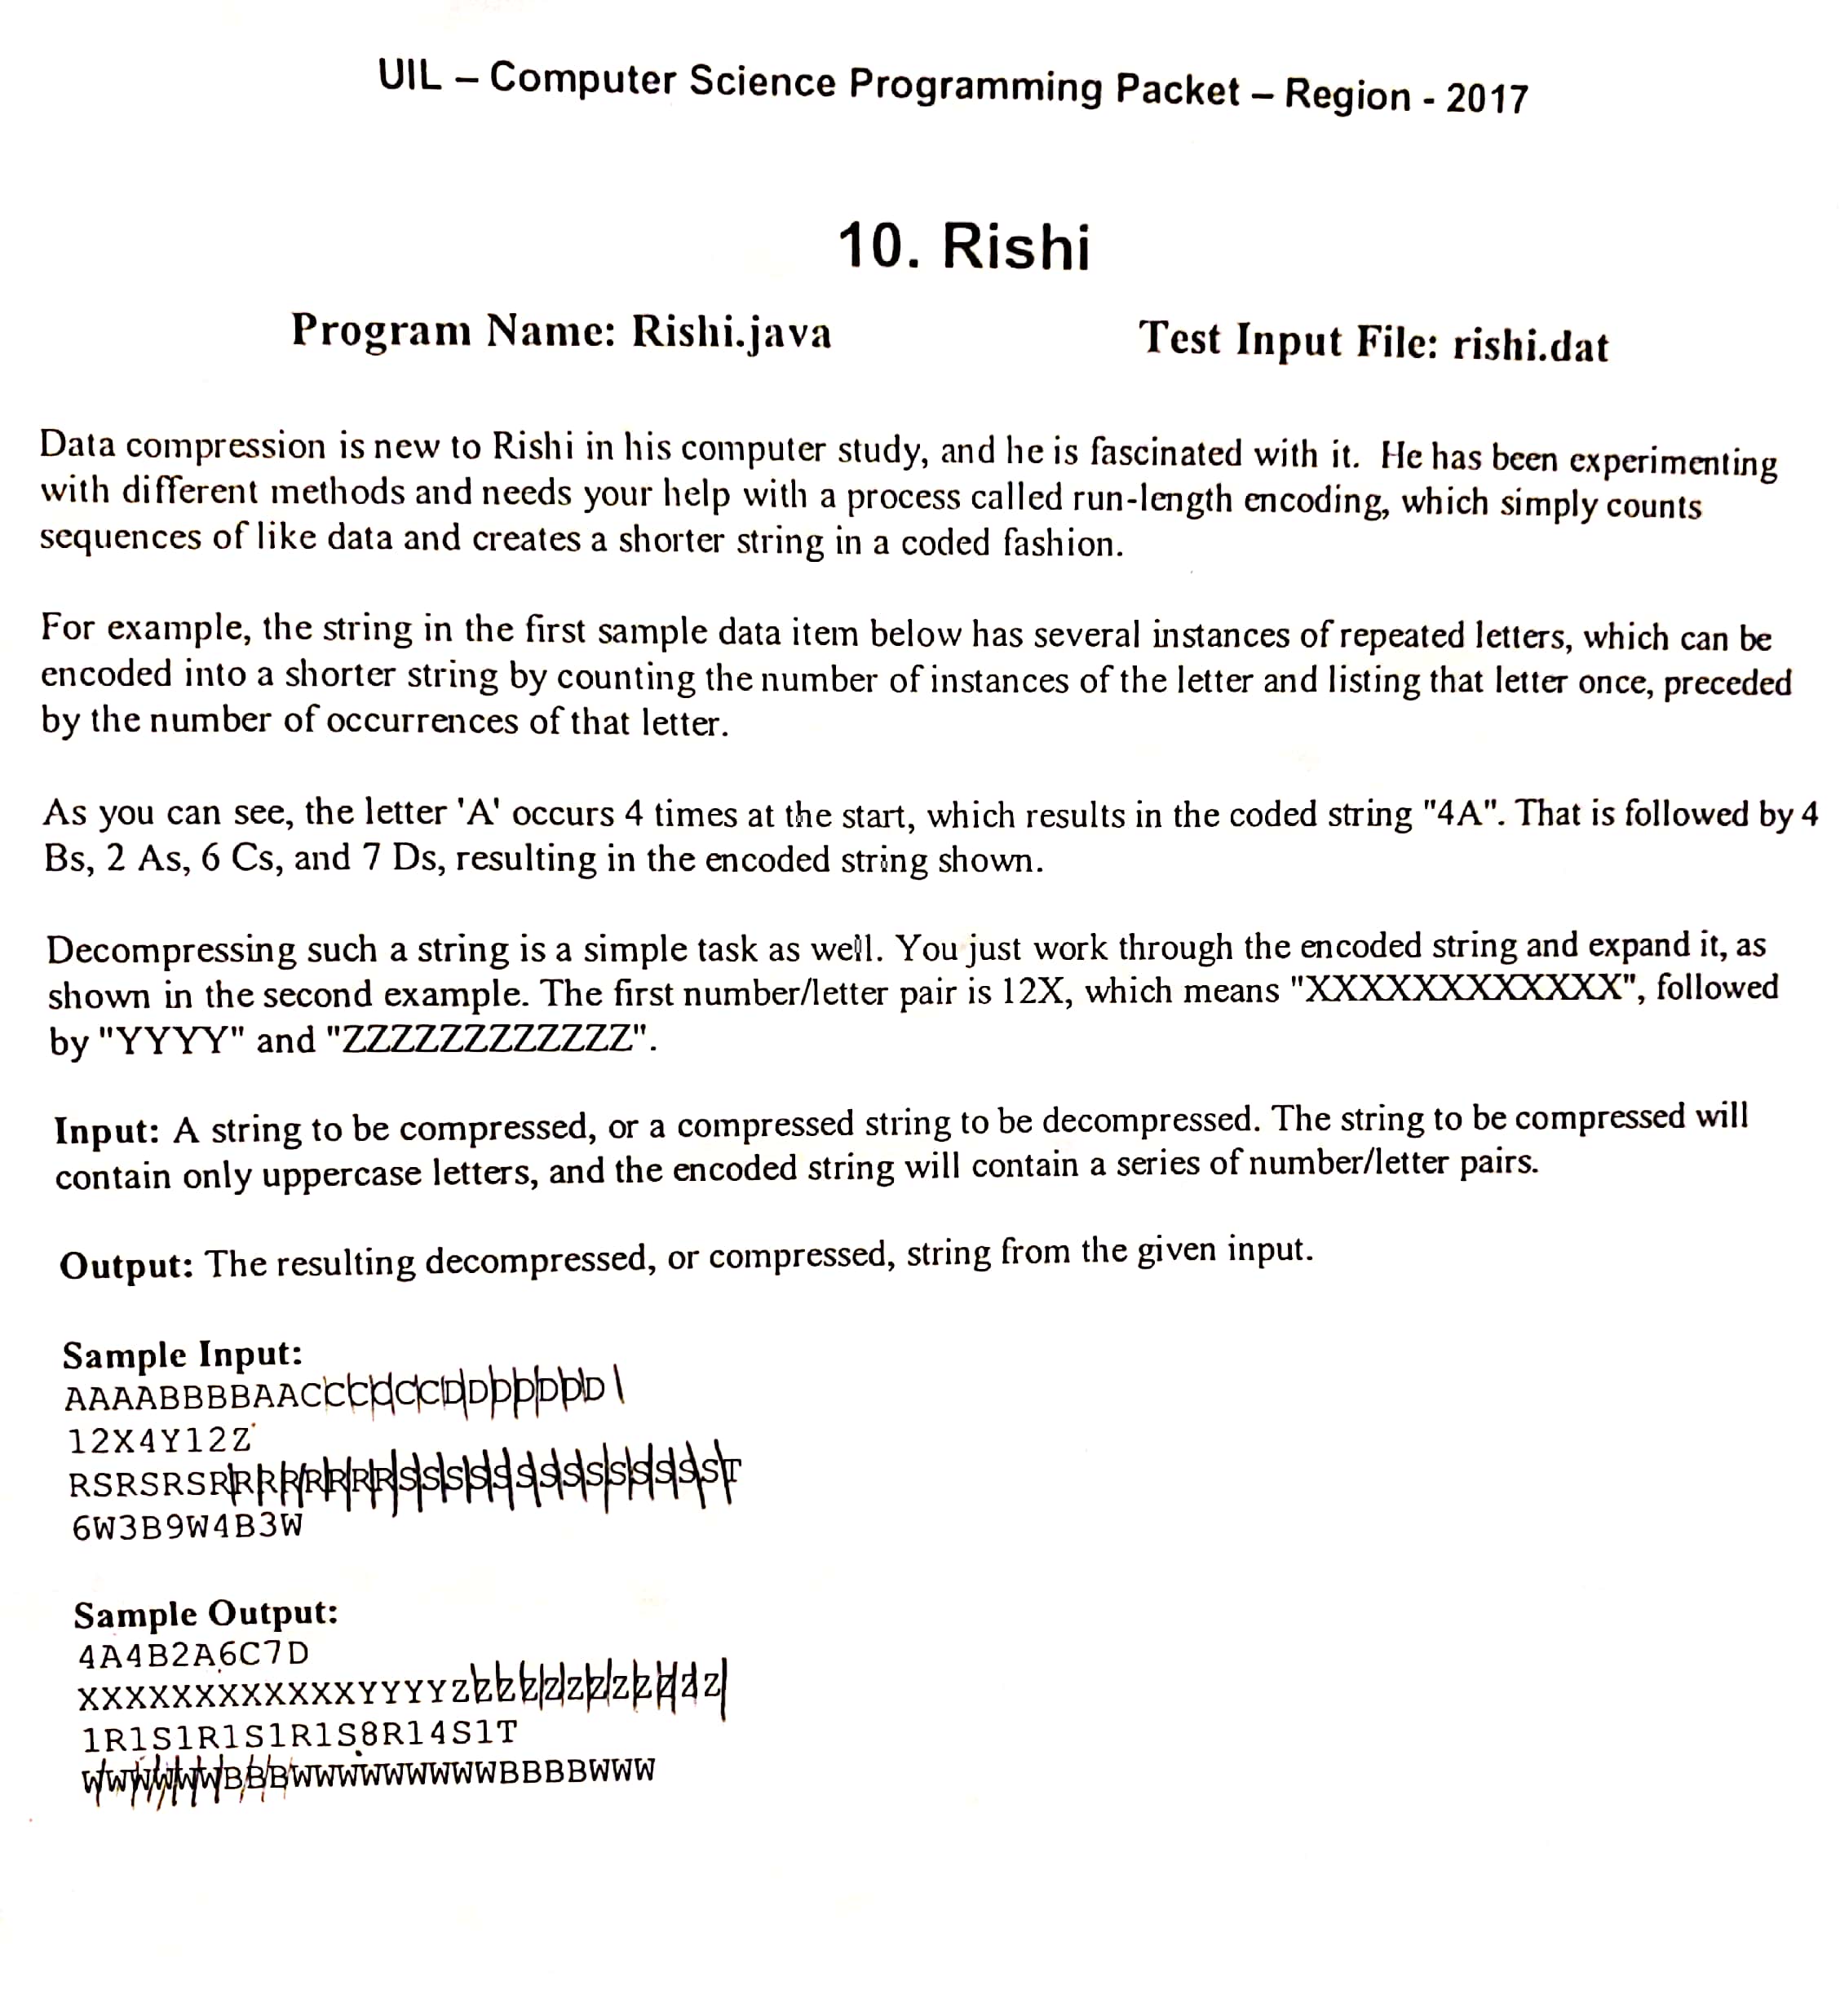 UIL – Computer Science Programming Packet – Region - 2017
10. Rishi
Program Name: Rishi.java Test Input File: rishi.dat
Data compression is new to Rishi in his computer study, and he is fascinated with it. He has been experimenting
with different methods and needs your help with a process called run-length encoding, which simply counts
sequences of like data and creates a shorter string in a coded fashion.
For example, the string in the first sample data item below has several instances of repeated letters, which can be
encoded into a shorter string by counting the number of instances of the letter and listing that letter once, preceded
by the number of occurrences of that letter.
As you can see, the letter 'A' occurs 4 times at the start, which results in the coded string "4A". That is followed by 4
Bs, 2 As, 6 Cs, and 7 Ds, resulting in the encoded string shown.
Decompressing such a string is a simple task as well. You just work through the encoded string and expand it, as
shown in the second example. The first number/letter pair is 12X, which means "XXXXXXXXXXXX", followed
by "YYYY" and "ZZZZZZZZZZZZ".
Input: A string to be compressed, or a compressed string to be decompressed. The string to be compressed will
contain only uppercase letters, and the encoded string will contain a series of number/letter pairs.
Output: The resulting decompressed, or compressed, string from the given input.
Sample Input:
AAAABBBBAACCCCCCDDDDDDD
12X4Y12Z
RSRSRSRRRRRRRRSSSSSSSSSSSSSST
6W3B9W4B3W
Sample Output:
4A4B2A6C7D
XXXXXXXXXXXXYYYYZZZZZZZZZZZZ
1R1S1R1S1R1S8R14S1T
WWWWWWBBBWWWWWWWWWBBBBWWW